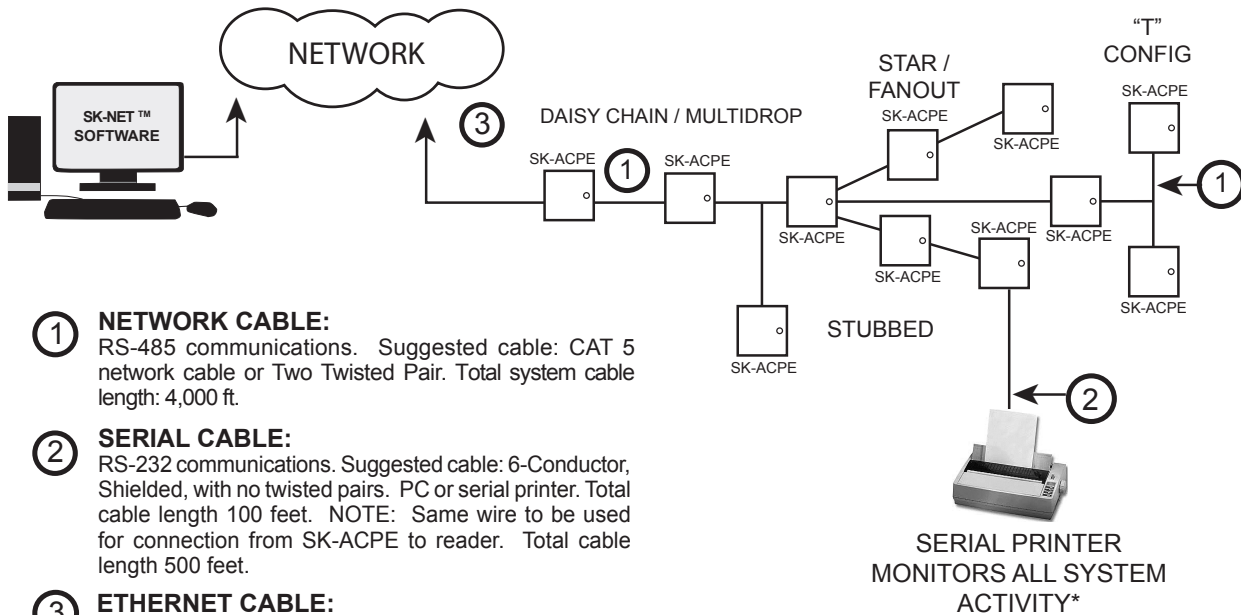 NETWORK
SK-NET ™
SOFTWARE
3
DAISY CHAIN / MULTIDROP
STAR /
FANOUT
"T"
CONFIG
SK-ACPE
1
SK-ACPE
SK-ACPE
SK-ACPE
SK-ACPE
1
SK-ACPE
SK-ACPE
SK-ACPE
SK-ACPE
SK-ACPE
SK-ACPE
STUBBED
SK-ACPE
1
NETWORK CABLE:
RS-485 communications. Suggested cable: CAT 5
network cable or Two Twisted Pair. Total system cable
length: 4,000 ft.
2
SERIAL CABLE:
RS-232 communications. Suggested cable: 6-Conductor,
Shielded, with no twisted pairs. PC or serial printer. Total
cable length 100 feet. NOTE: Same wire to be used
for connection from SK-ACPE to reader. Total cable
length 500 feet.
3
ETHERNET CABLE:
2
SERIAL PRINTER
MONITORS ALL SYSTEM
ACTIVITY*